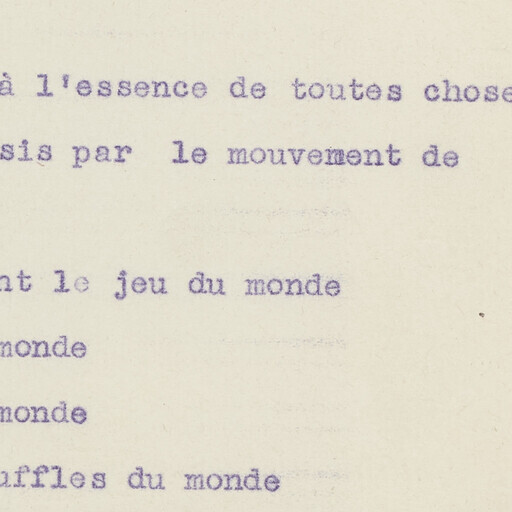 à l'essence de toutes chose
sis par le mouvement de
nt le jeu du monde
monde
monde
uffles du monde